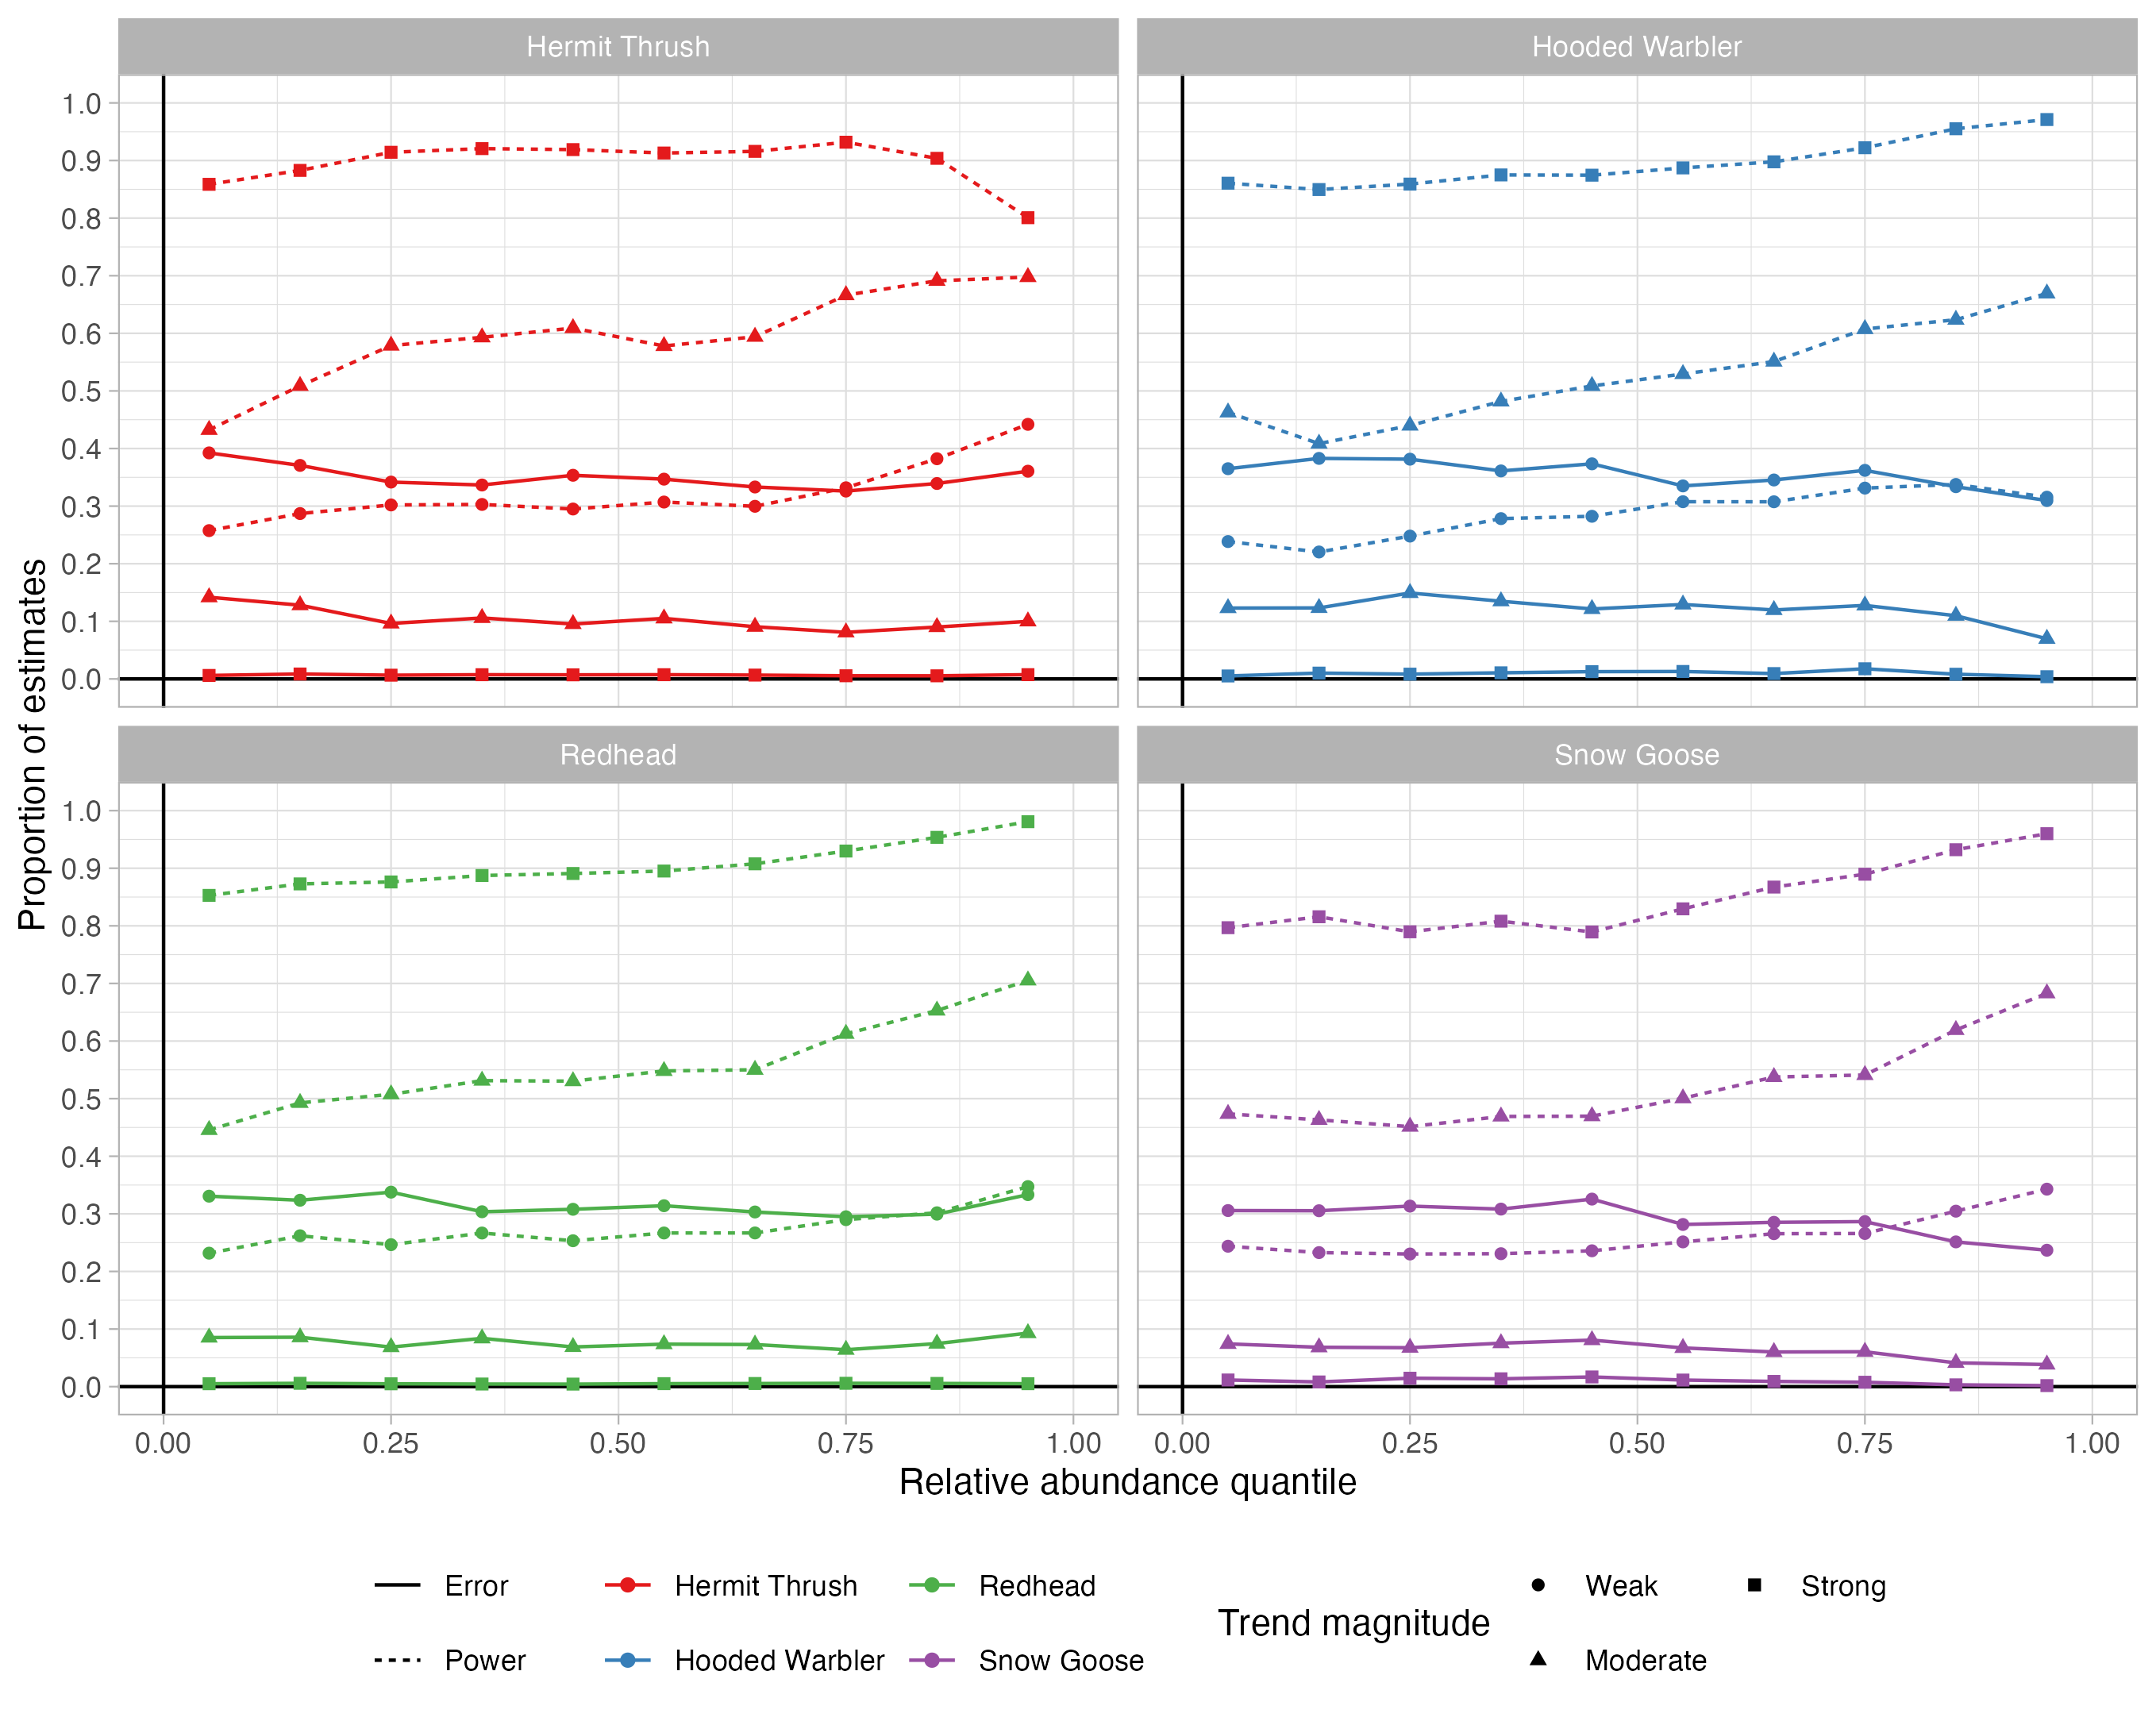 Hermit Thrush
Hooded Warbler
1.0
0.9
0.8
0.7
0.6
0.5
0.4
0.3
0.2
0.1
0.0
Redhead
Snow Goose
1.0
0.9
0.8
0.7
0.6
0.5
0.4
0.3
0.2
0.1
0.0
Proportion of estimates
0.00 0.25 0.50 0.75 1.00
0.00 0.25 0.50 0.75 1.00
Relative abundance quantile
Error
Power
Hermit Thrush
Redhead
Hooded Warbler
Snow Goose
Trend magnitude
Weak
Strong
Moderate